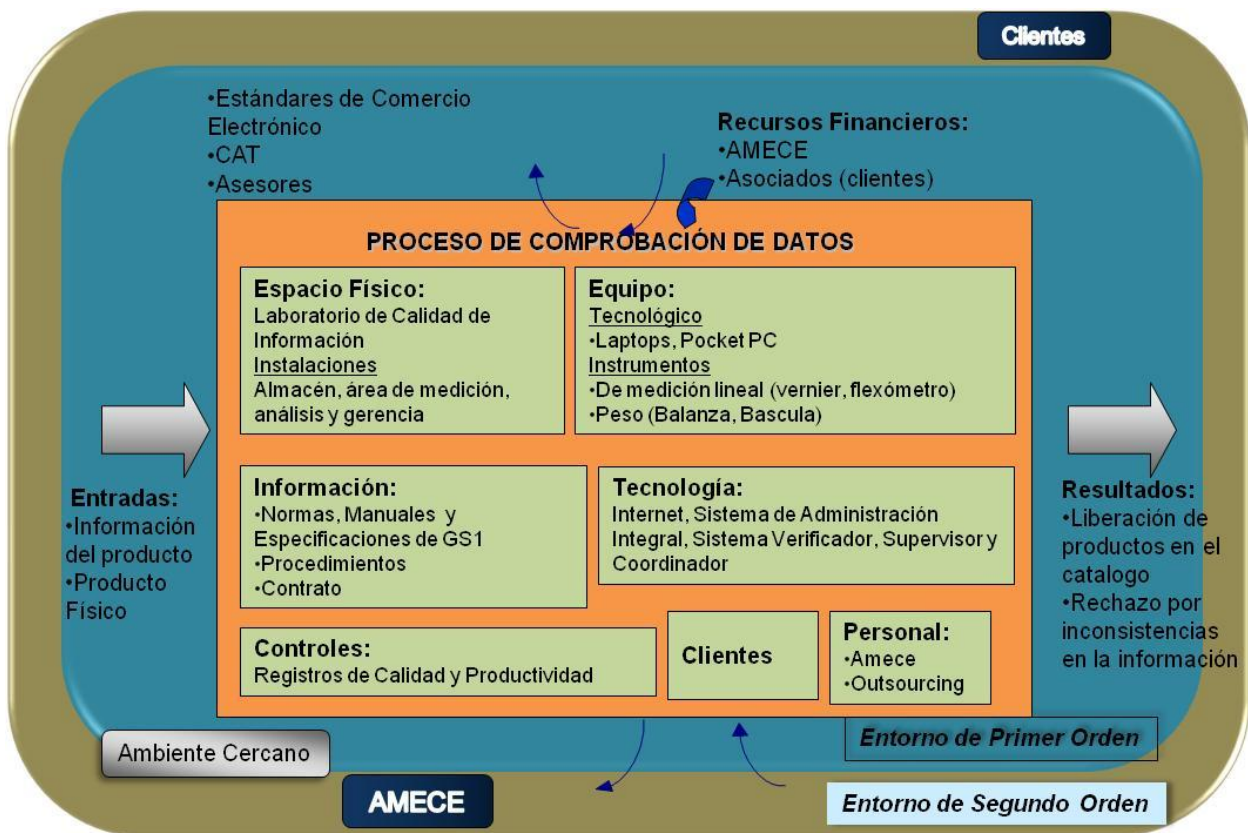 Clientes
•Estándares de Comercio
Electrónico
•CAT
•Asesores
Recursos Financieros:
•AMECE
•Asociados (clientes)
PROCESO DE COMPROBACIÓN DE DATOS
Espacio Físico:
Laboratorio de Calidad de
Información
Instalaciones
Almacén, área de medición,
análisis y gerencia
Equipo:
Tecnológico
•Laptops, Pocket PC
Instrumentos
•De medición lineal (vernier, flexómetro)
•Peso (Balanza, Bascula)
Entradas:
•Información
del producto
•Producto
Físico
Información:
•Normas, Manuales y
Especificaciones de GS1
•Procedimientos
•Contrato
Tecnología:
Internet, Sistema de Administración
Integral, Sistema Verificador, Supervisor y
Coordinador
Resultados:
•Liberación de
productos en el
catalogo
•Rechazo por
inconsistencias
en la información
Controles:
Registros de Calidad y Productividad
Clientes
Personal:
•Amece
•Outsourcing
Ambiente Cercano
Entorno de Primer Orden
AMECE
Entorno de Segundo Orden